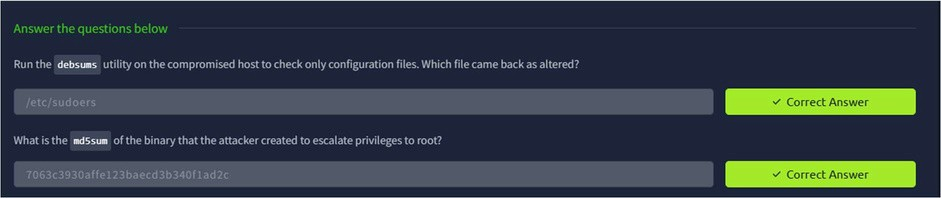 Answer the questions below
Run the debsums utility on the compromised host to check only configuration files. Which file came back as altered?
/etc/sudoers
✓ Correct Answer
What is the md5sum of the binary that the attacker created to escalate privileges to root?
7063c3930affe123baecd3b340f1ad2c
✓ Correct Answer